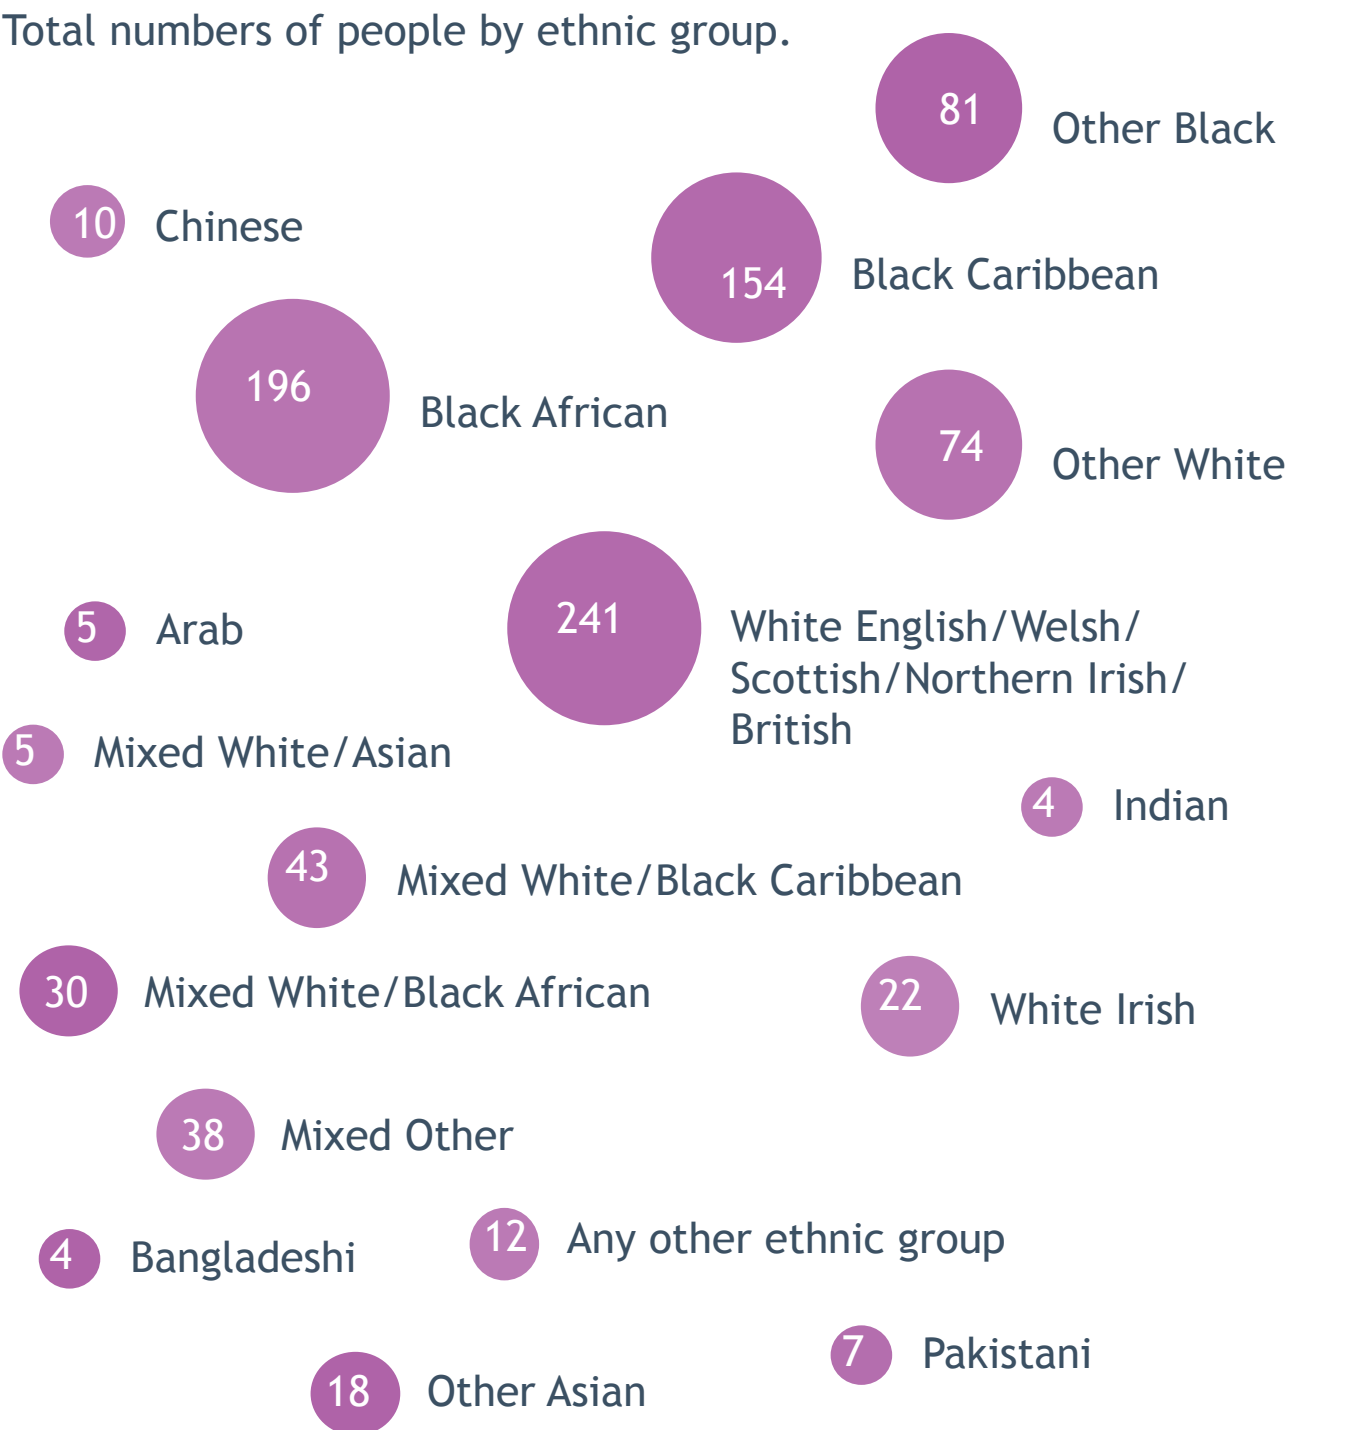 Total numbers of people by ethnic group.
81
Other Black
10
Chinese
154
Black Caribbean
196
Black African
74
Other White
241
White English/Welsh/
Scottish/Northern Irish/
British
5
Arab
5
Mixed White/Asian
4
Indian
43
Mixed White/Black Caribbean
30
Mixed White/Black African
22
White Irish
38
Mixed Other
4
Bangladeshi
12
Any other ethnic group
7
Pakistani
18
Other Asian